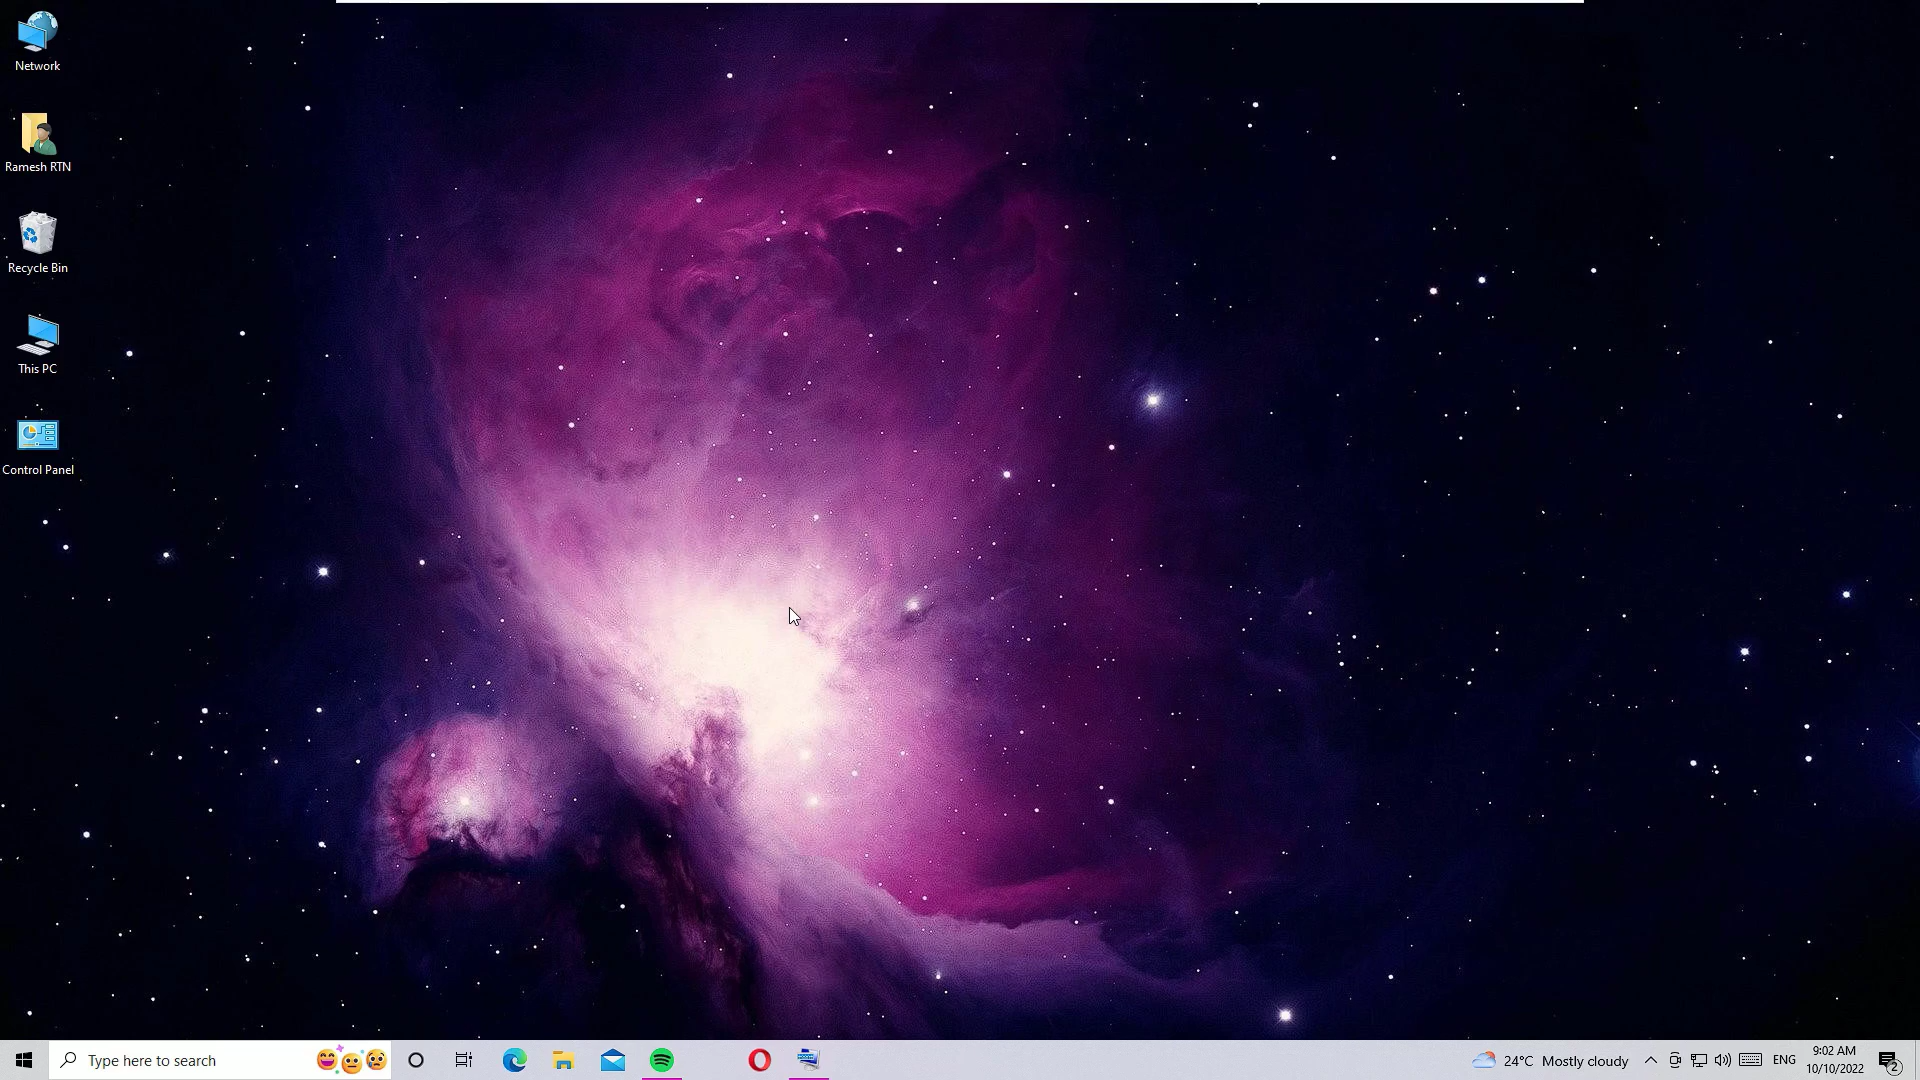 Network
Ramesh RTN
Recycle Bin
This PC
Control Panel
Type here to search
24°C Mostly cloudy
ENG
9:02 AM
10/10/2022
2